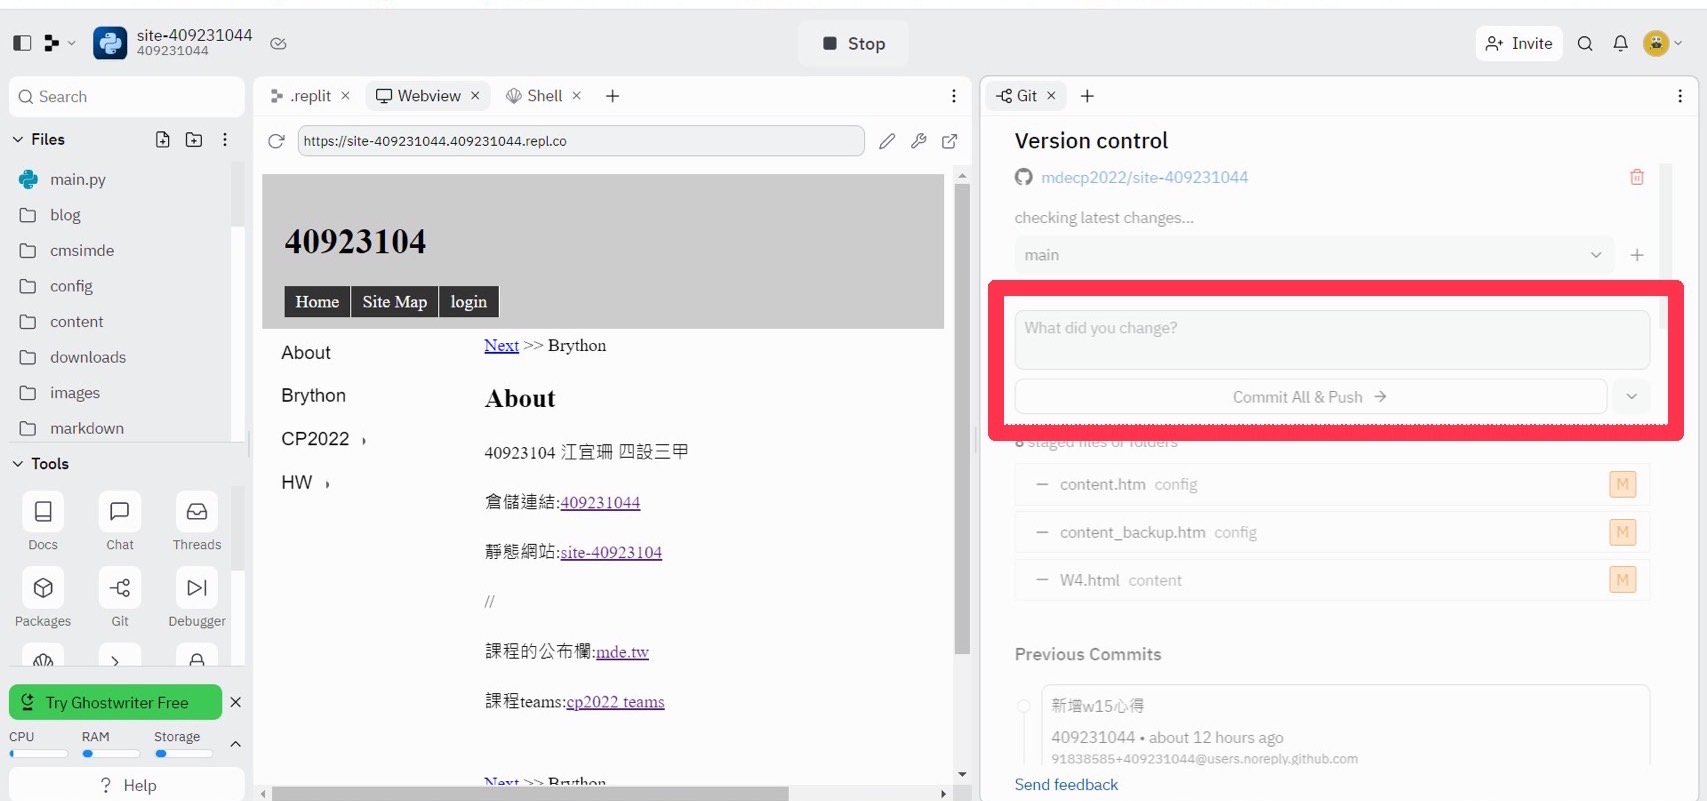 site-409231044
409231044
Stop
Invite
Search
.replit
Webview
Shell
Git
Files
https://site-409231044.409231044.repl.co
Version control
main.py
mdecp2022/site-409231044
blog
checking latest changes...
cmsimde
40923104
main
config
Home
Site Map
login
content
What did you change?
About
Next >> Brython
downloads
Brython
About
images
Commit All & Push →
markdown
CP2022
8 staged files or folders
40923104 江宜珊 四設三甲
Tools
HW
content.htm config
M
倉儲連結:409231044
Docs
Chat
Threads
content_backup.htm config
M
靜態網站:site-40923104
W4.html content
M
//
Packages
Git
Debugger
課程的公布欄:mde.tw
Previous Commits
Try Ghostwriter Free
課程teams:cp2022 teams
新增w15心得
CPU
RAM
Storage
409231044 • about 12 hours ago
91838585+409231044@users.noreply.github.com
? Help
Next >> Brython
Send feedback